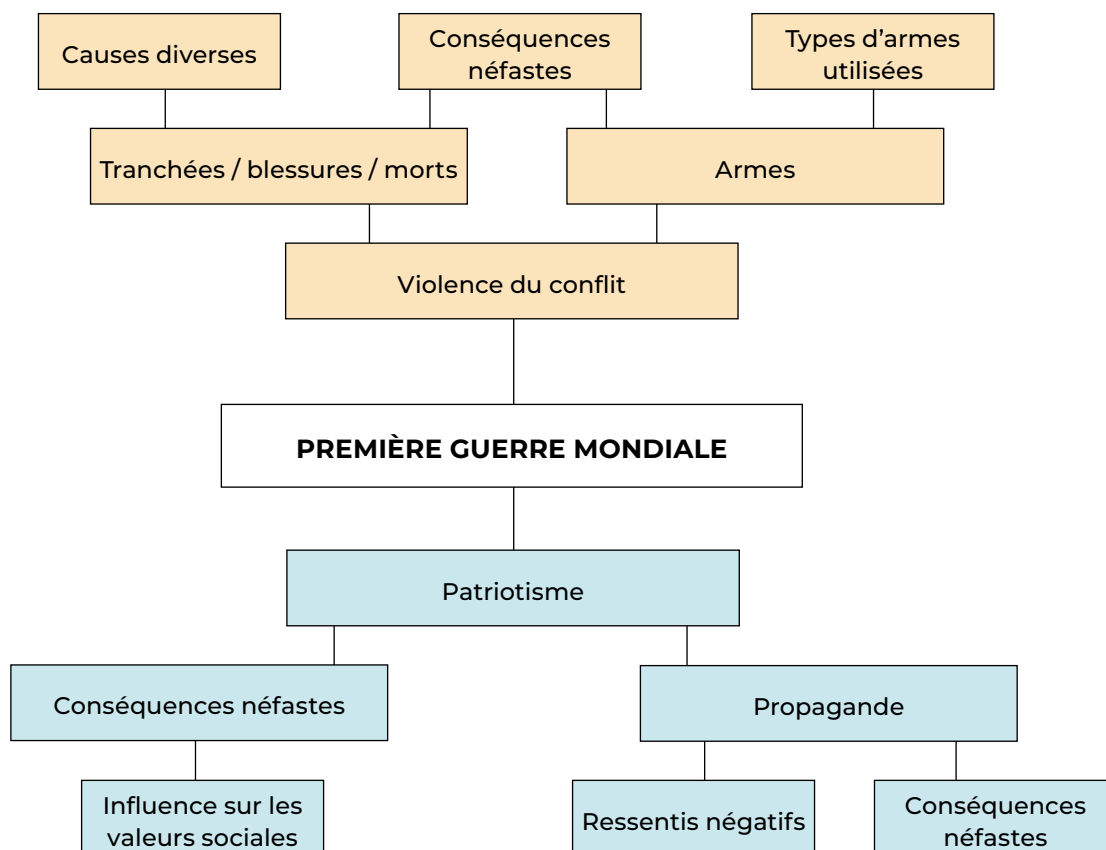 Causes diverses
Conséquences
néfastes
Types d’armes
utilisées
Tranchées / blessures / morts
Armes
Violence du conflit
PREMIÈRE GUERRE MONDIALE
Patriotisme
Conséquences néfastes
Propagande
Influence sur les
valeurs sociales
Ressentis négatifs
Conséquences
néfastes